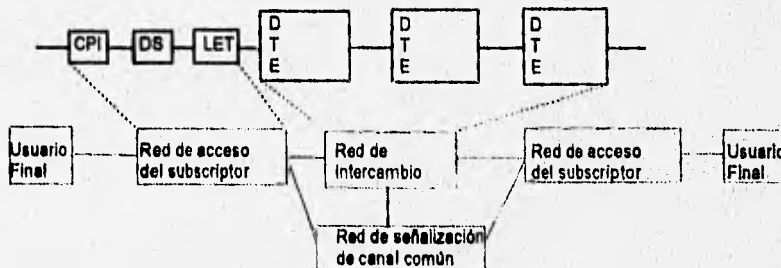 CPI DS LET
D
T
E
D
T
E
D
T
E
Usuario
Final
Red de acceso
del subscriptor
Red de
Intercambio
Red de acceso
del subscriptor
Usuario
Final
Red de señalización
de canal común